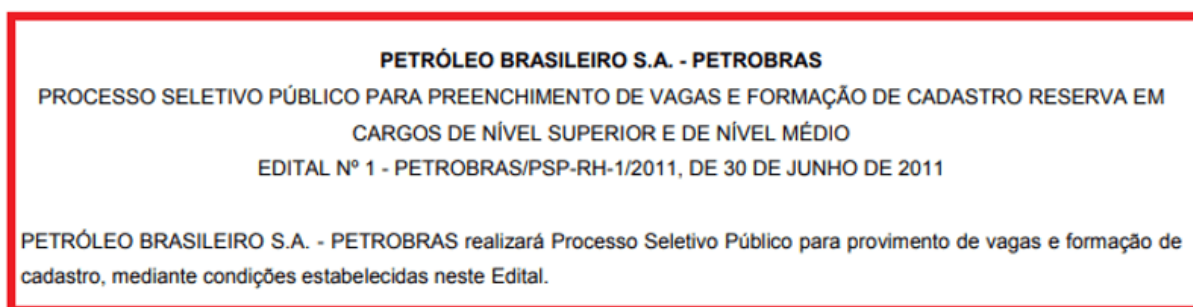 PETRÓLEO BRASILEIRO S.A. - PETROBRAS
PROCESSO SELETIVO PÚBLICO PARA PREENCHIMENTO DE VAGAS E FORMAÇÃO DE CADASTRO RESERVA EM
CARGOS DE NÍVEL SUPERIOR E DE NÍVEL MÉDIO
EDITAL Nº 1 - PETROBRAS/PSP-RH-1/2011, DE 30 DE JUNHO DE 2011
PETRÓLEO BRASILEIRO S.A. - PETROBRAS realizará Processo Seletivo Público para provimento de vagas e formação de
cadastro, mediante condições estabelecidas neste Edital.